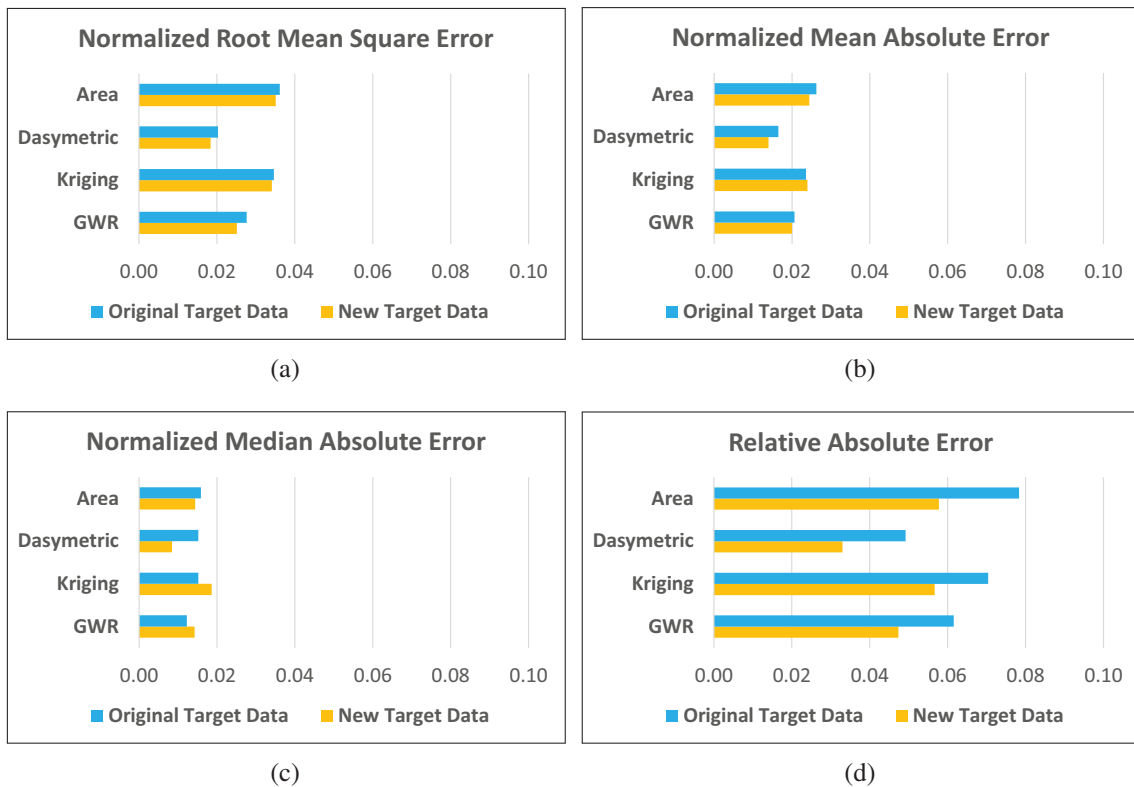 Normalized Root Mean Square Error
Area
Dasymetric
Kriging
GWR
0.00 0.02 0.04 0.06 0.08 0.10
Original Target Data New Target Data
(a)
Normalized Mean Absolute Error
Area
Dasymetric
Kriging
GWR
0.00 0.02 0.04 0.06 0.08 0.10
Original Target Data New Target Data
(b)
Normalized Median Absolute Error
Area
Dasymetric
Kriging
GWR
0.00 0.02 0.04 0.06 0.08 0.10
Original Target Data New Target Data
(c)
Relative Absolute Error
Area
Dasymetric
Kriging
GWR
0.00 0.02 0.04 0.06 0.08 0.10
Original Target Data New Target Data
(d)